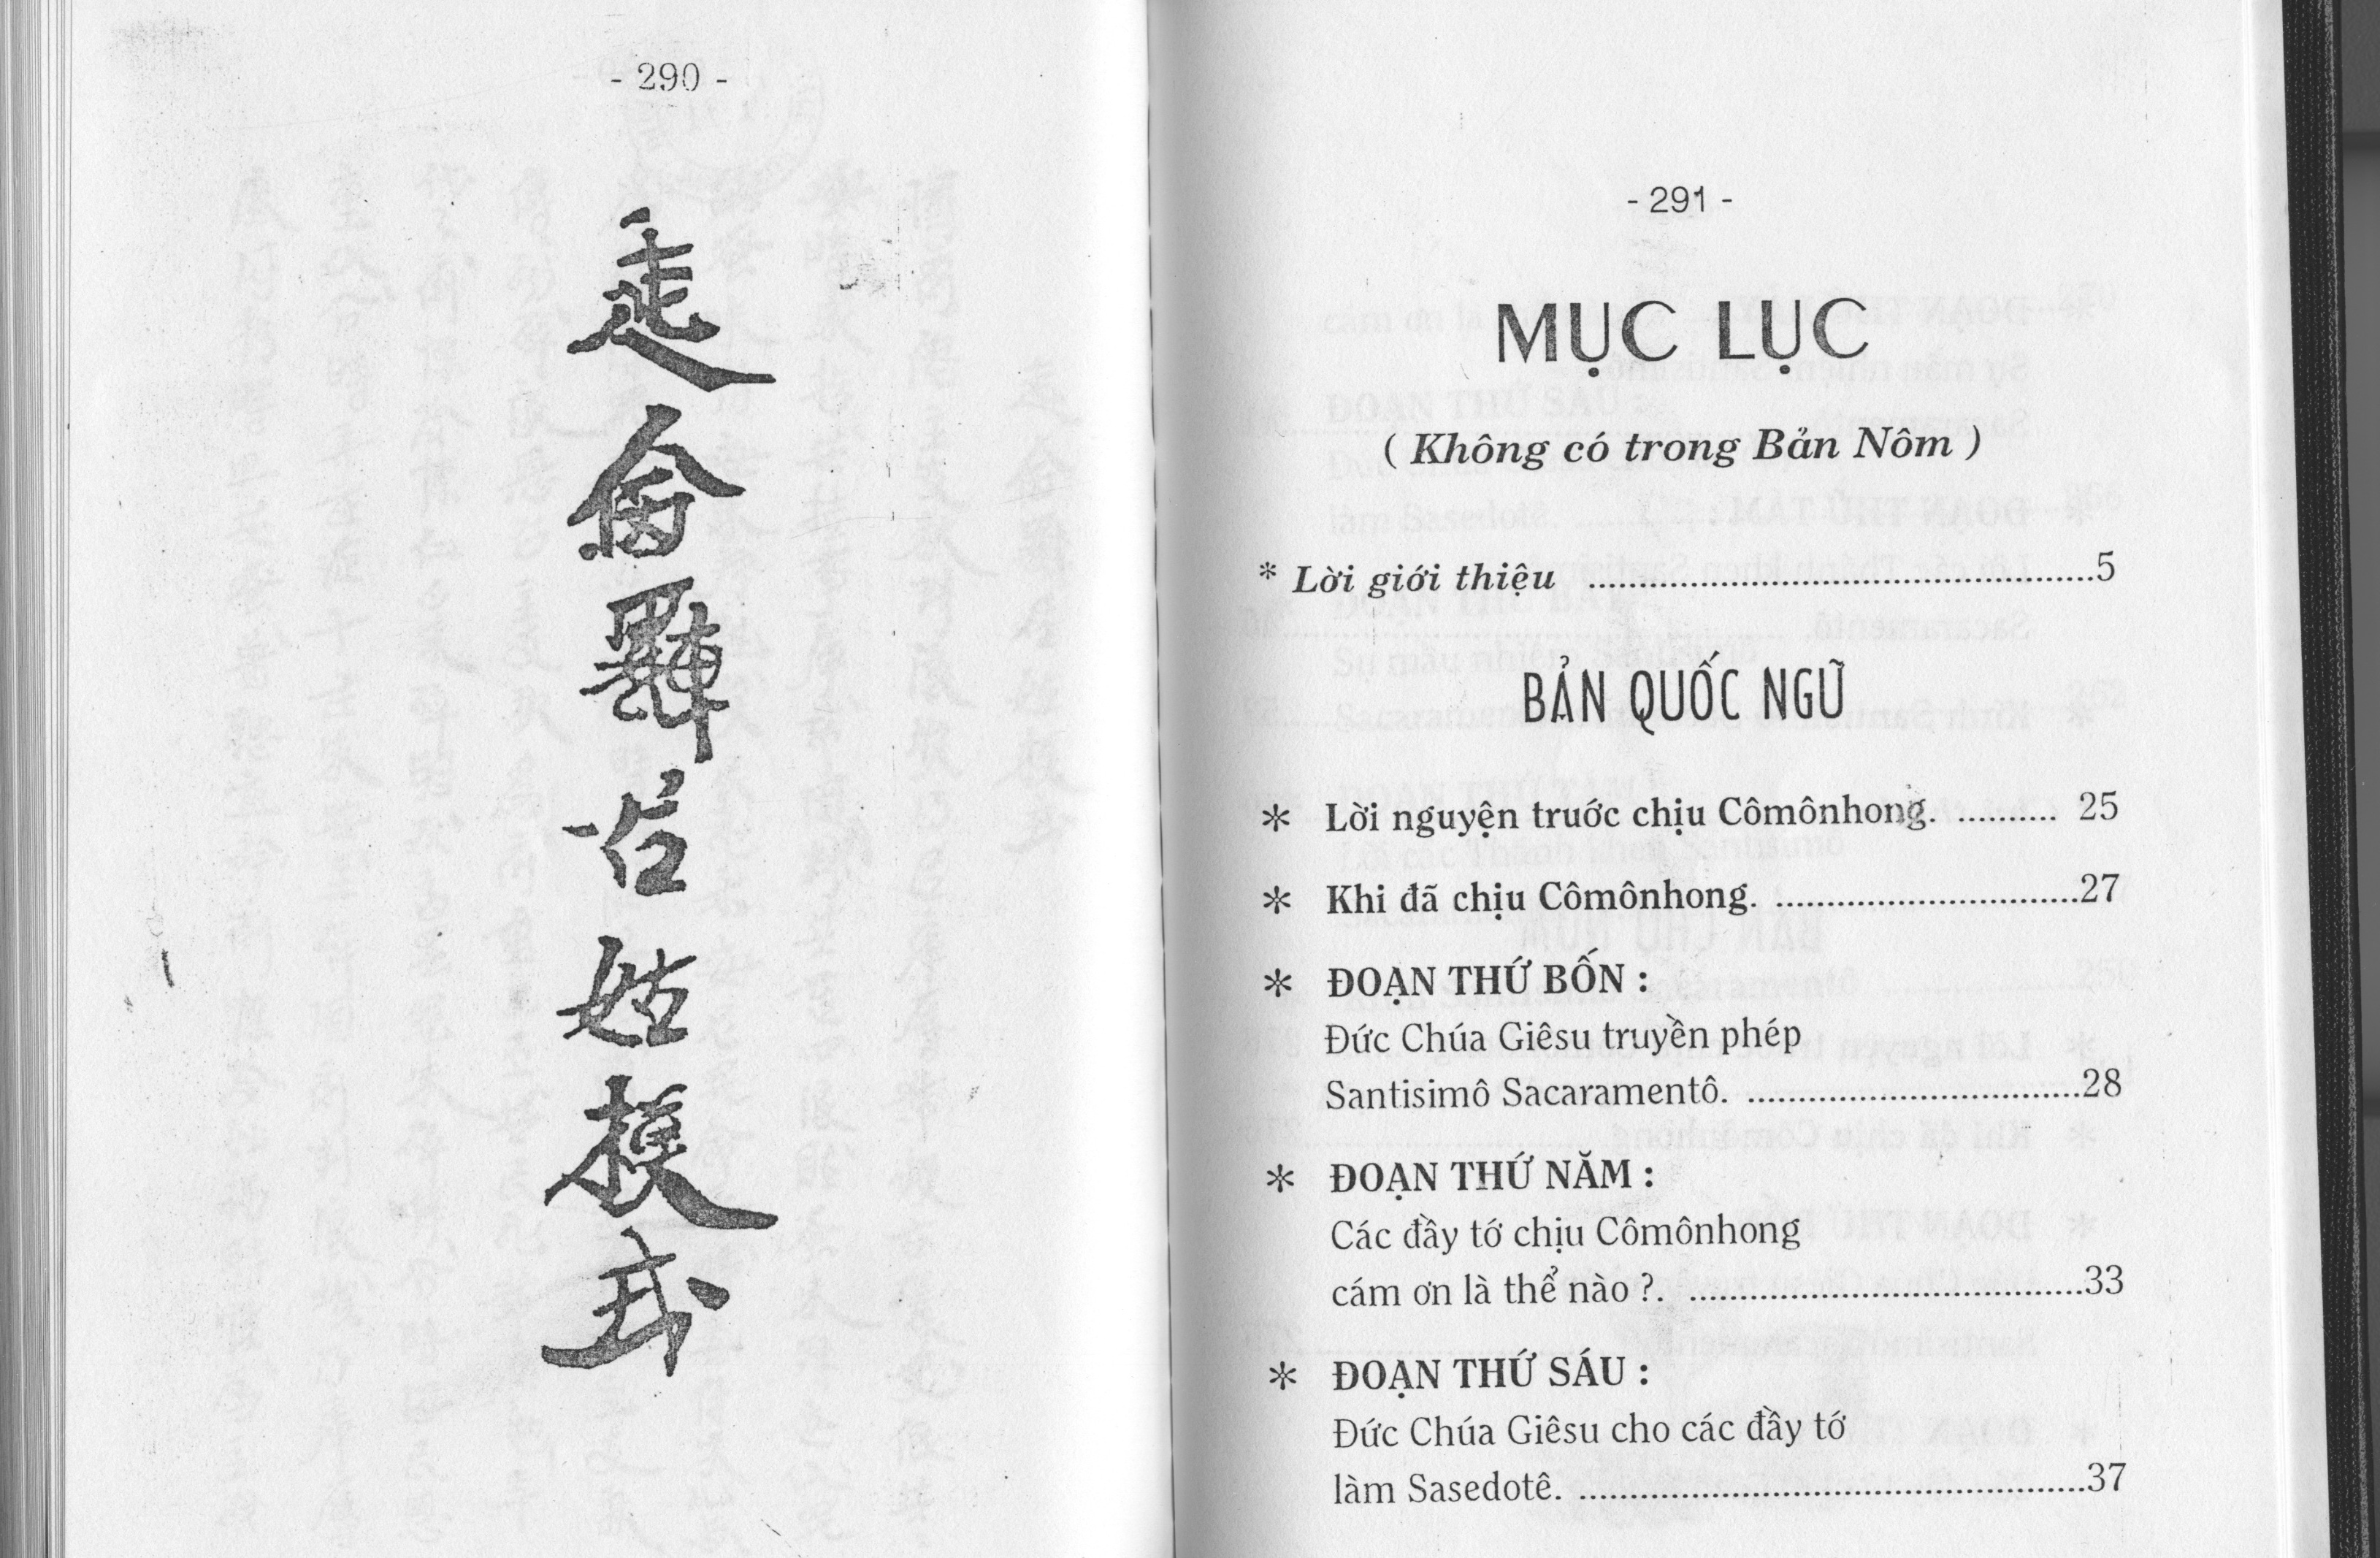 - 290 -
姑
- 291 -
MỤC LỤC
( Không có trong Bản Nôm )
* Lời giới thiệu ................................................5
BẢN QUỐC NGỮ
* Lời nguyện truớc chịu Cômônhong. .......... 25
* Khi đã chịu Cômônhong. ..............................27
* ĐOẠN THỨ BỐN :
Đức Chúa Giêsu truyền phép
Santisimô Sacaramentô. .................................28
* ĐOẠN THỨ NĂM :
Các đầy tớ chịu Cômônhong
cám ơn là thể nào ?. .......................................33
* ĐOẠN THỨ SÁU :
Đức Chúa Giêsu cho các đầy tớ
làm Sasedotê. ..................................................37